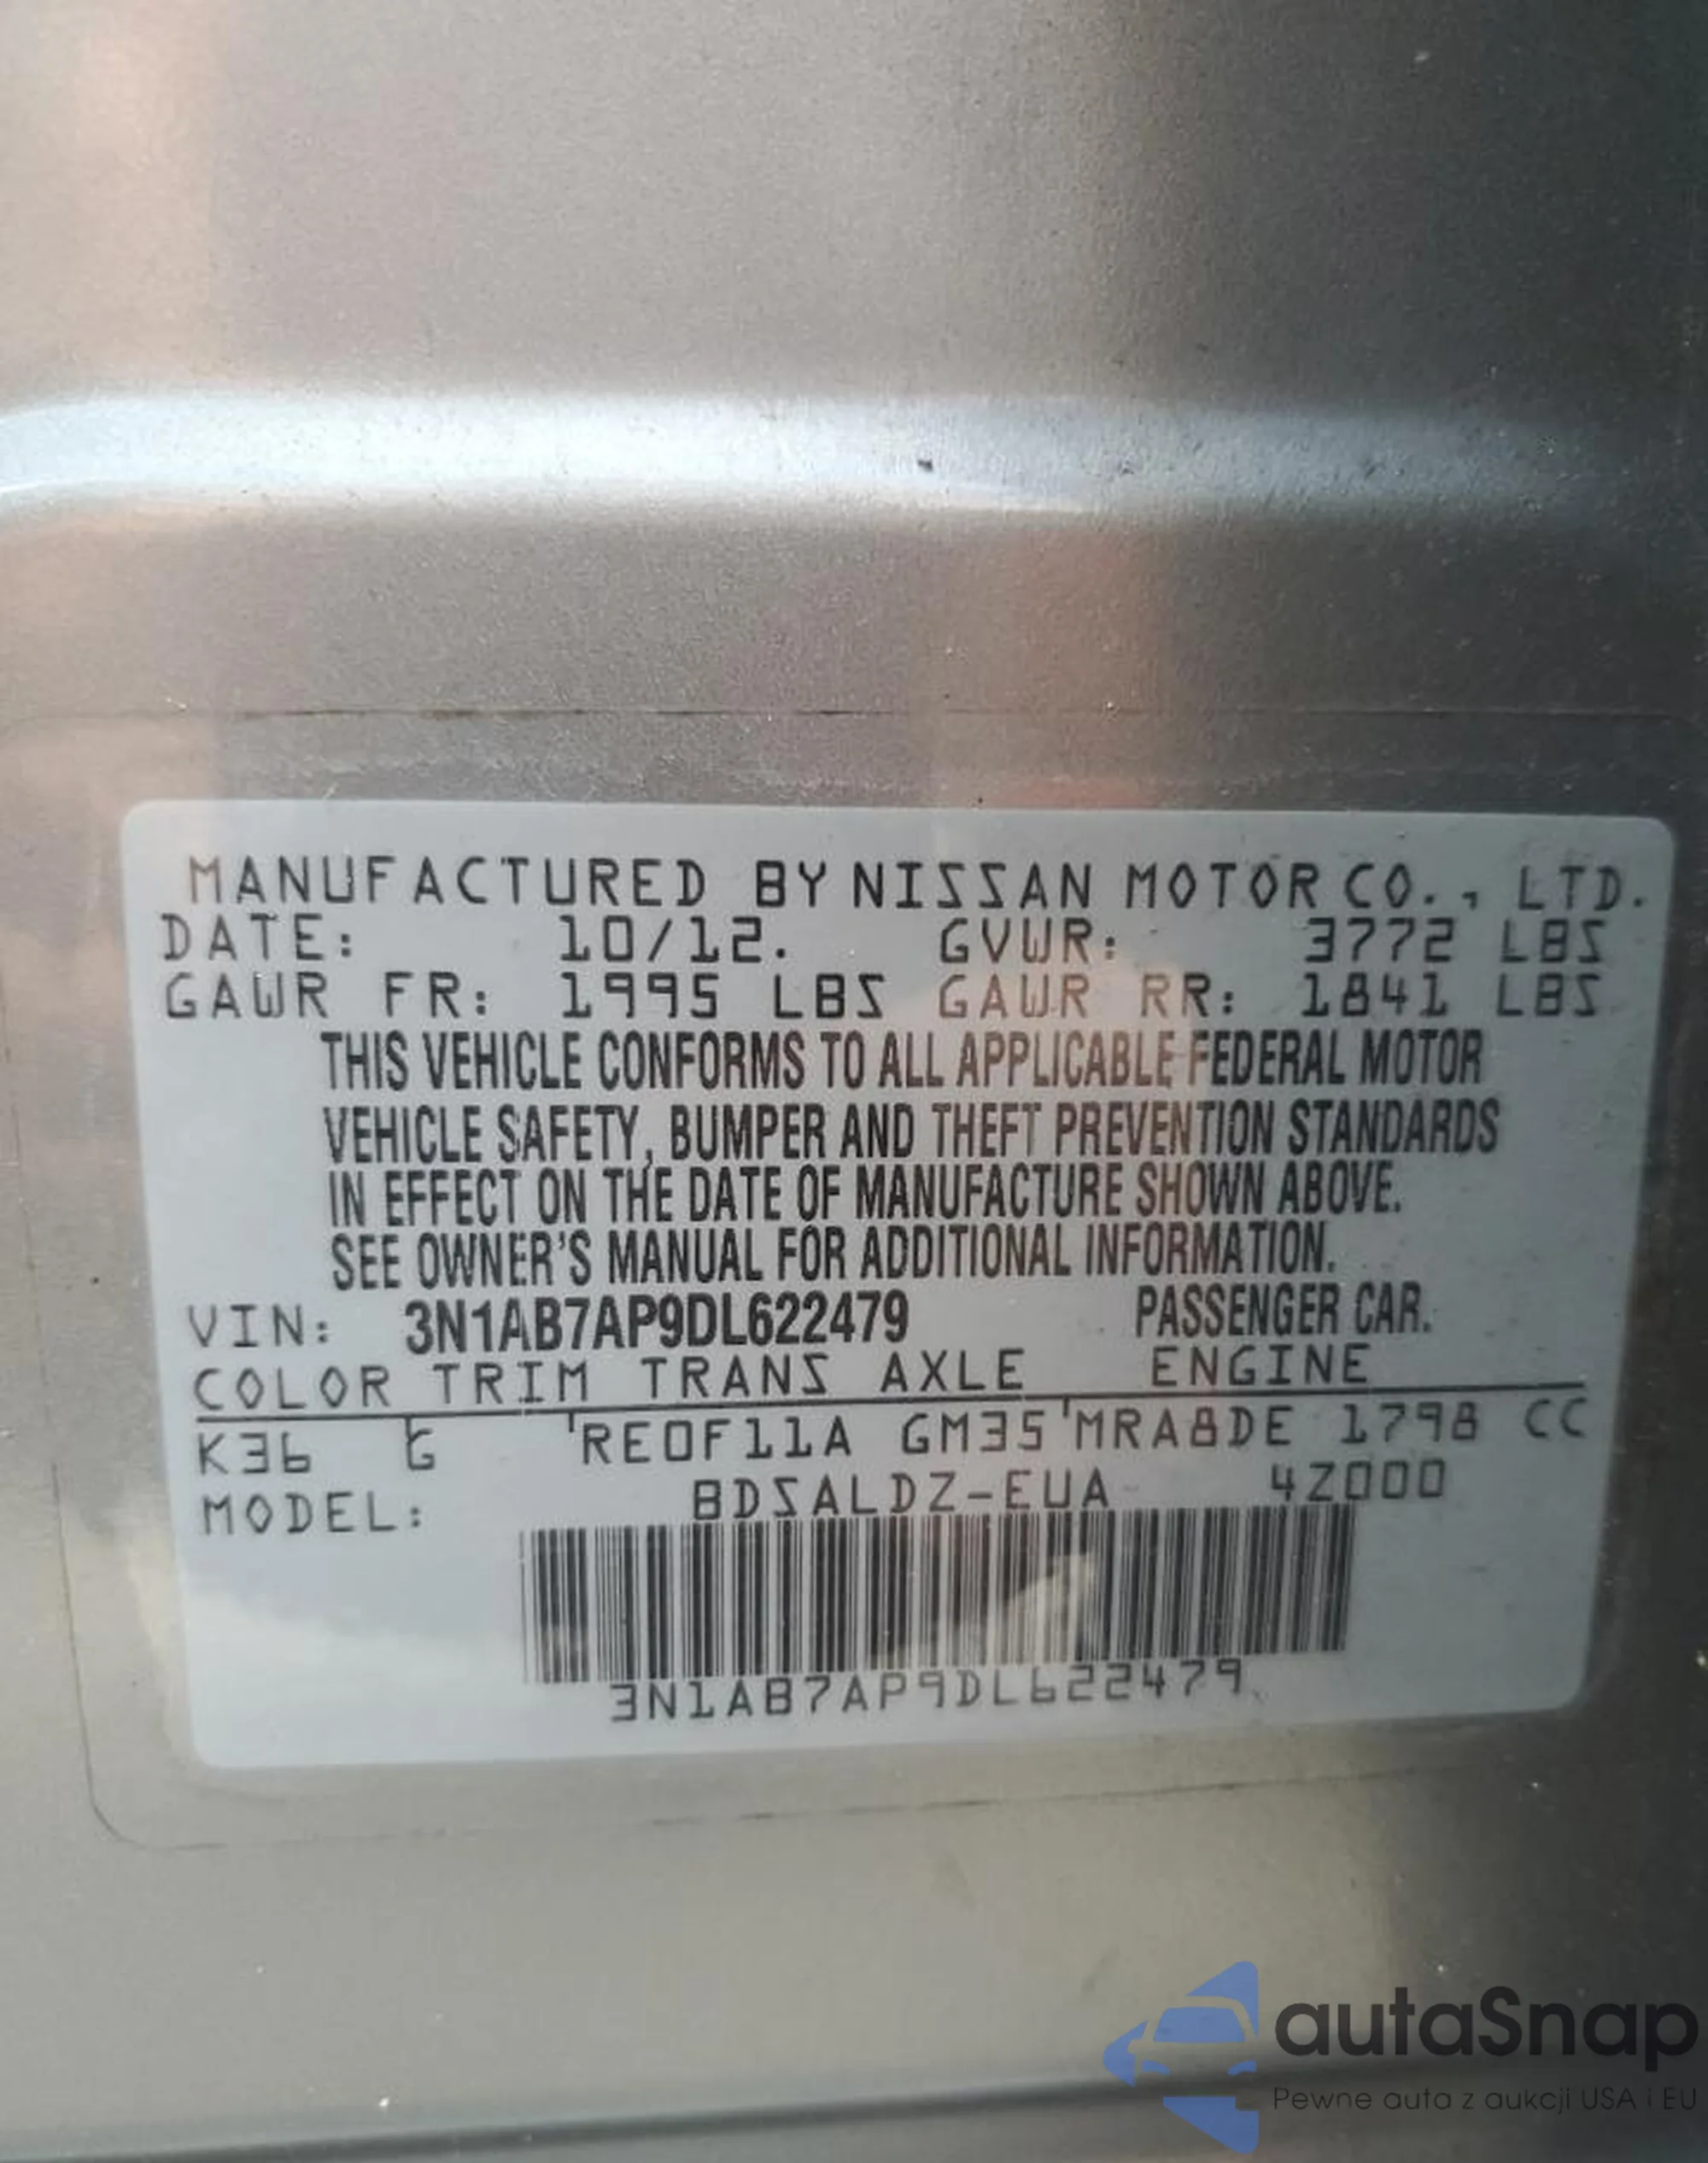 MANUFACTURED BY NISSAN MOTOR CO., LTD.
DATE: 10/12. GVWR: 3772 LBS
GAWR FR: 1995 LBS GAWR RR: 1841 LBS
THIS VEHICLE CONFORMS TO ALL APPLICABLE FEDERAL MOTOR
VEHICLE SAFETY, BUMPER AND THEFT PREVENTION STANDARDS
IN EFFECT ON THE DATE OF MANUFACTURE SHOWN ABOVE.
SEE OWNER'S MANUAL FOR ADDITIONAL INFORMATION.
VIN: 3N1AB7AP9DL622479 PASSENGER CAR.
COLOR TRIM TRANS AXLE ENGINE
K36 G RE0F11A GM35 MRA8DE 1798 CC
MODEL: BDSALDZ-EUA 4Z000
3N1AB7AP9DL622479
autaSnap
Pewne auta z aukcji USA i EU